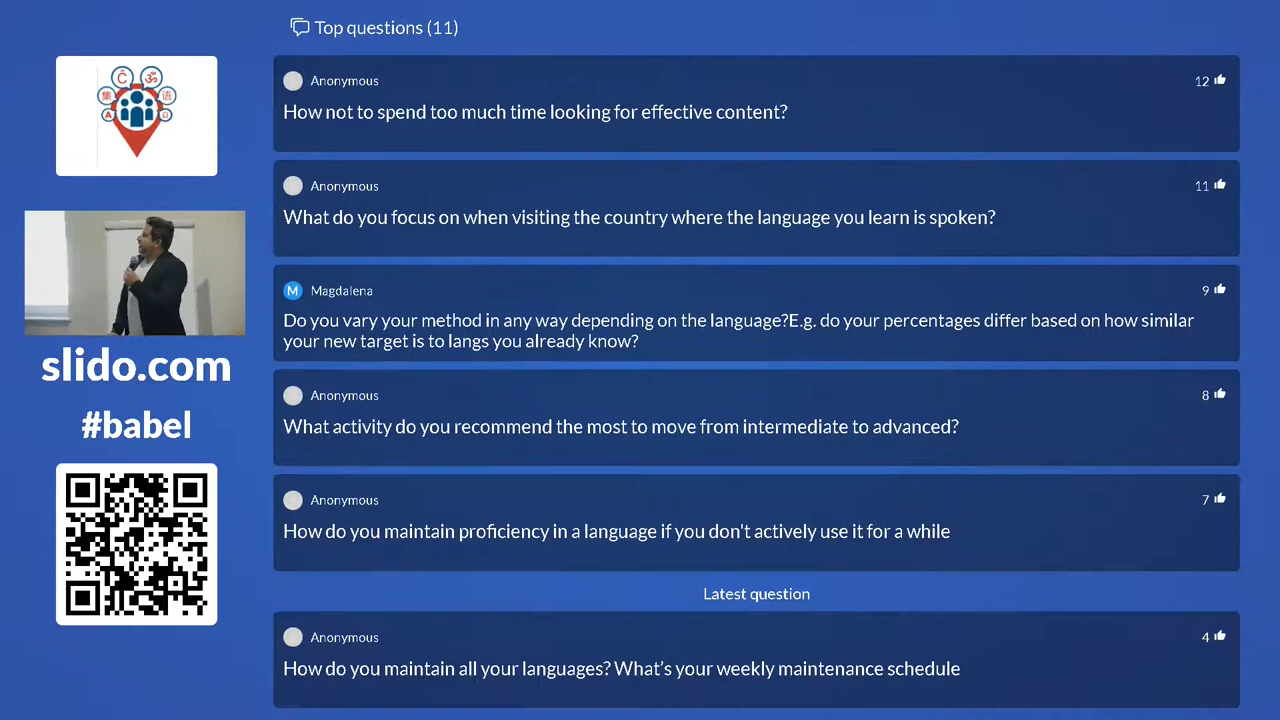 Top questions (11)
Anonymous
12
How not to spend too much time looking for effective content?
Anonymous
11
What do you focus on when visiting the country where the language you learn is spoken?
M
Magdalena
9
Do you vary your method in any way depending on the language?E.g. do your percentages differ based on how similar
your new target is to langs you already know?
Anonymous
8
What activity do you recommend the most to move from intermediate to advanced?
Anonymous
7
How do you maintain proficiency in a language if you don't actively use it for a while
Latest question
Anonymous
4
How do you maintain all your languages? What's your weekly maintenance schedule
Ĉ
ॐ
集
语
A
Ω
slido.com
#babel